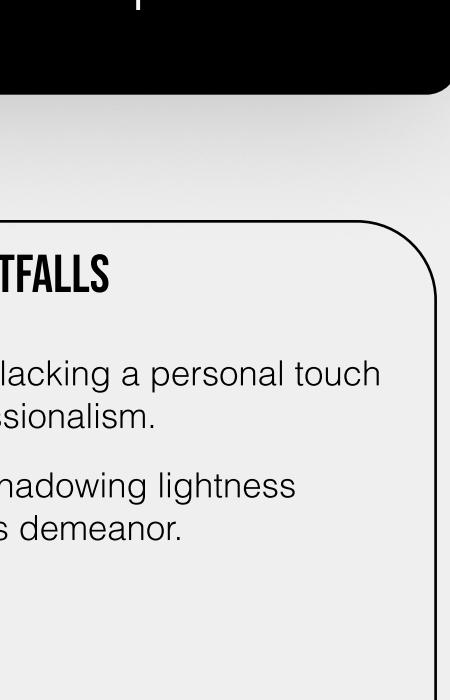 TFALLS
lacking a personal touch
ssionalism.
hadowing lightness
s demeanor.